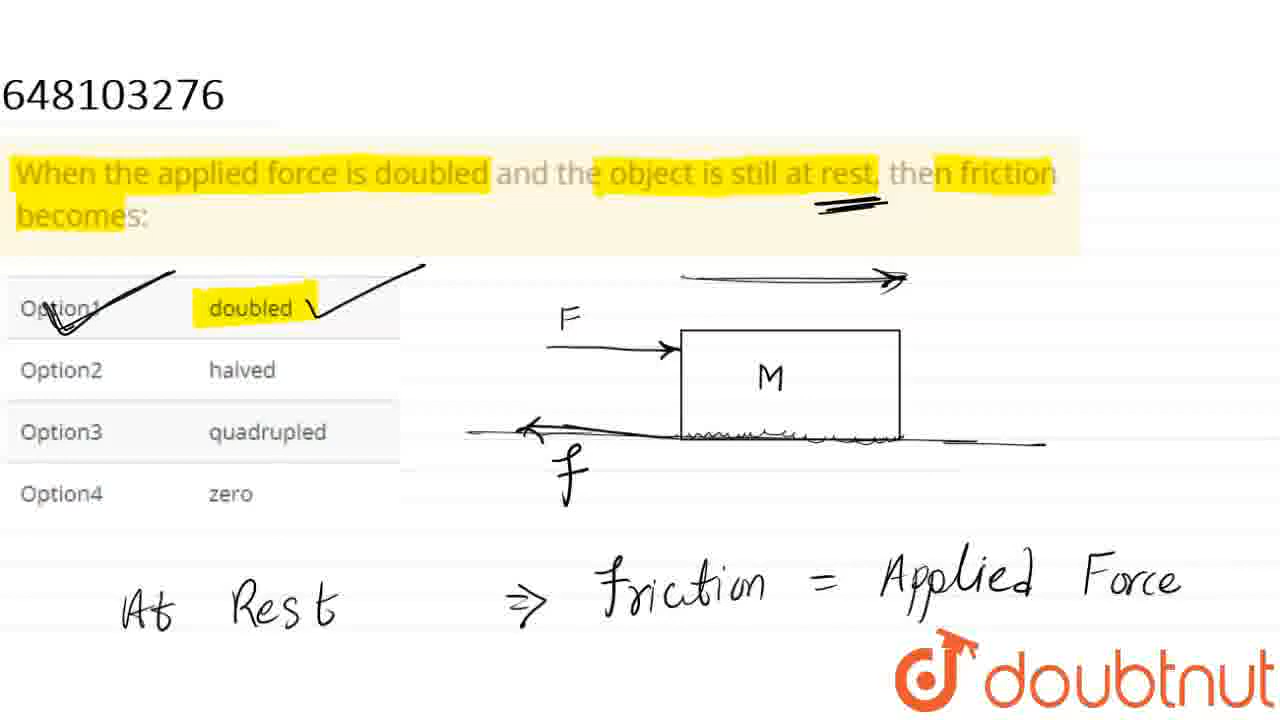 648103276
When the applied force is doubled and the object is still at rest, then friction
becomes:
Option1 doubled
Option2 halved
Option3 quadrupled
Option4 zero
F
M
f
At Rest ⇒ friction = Applied Force
doubtnut